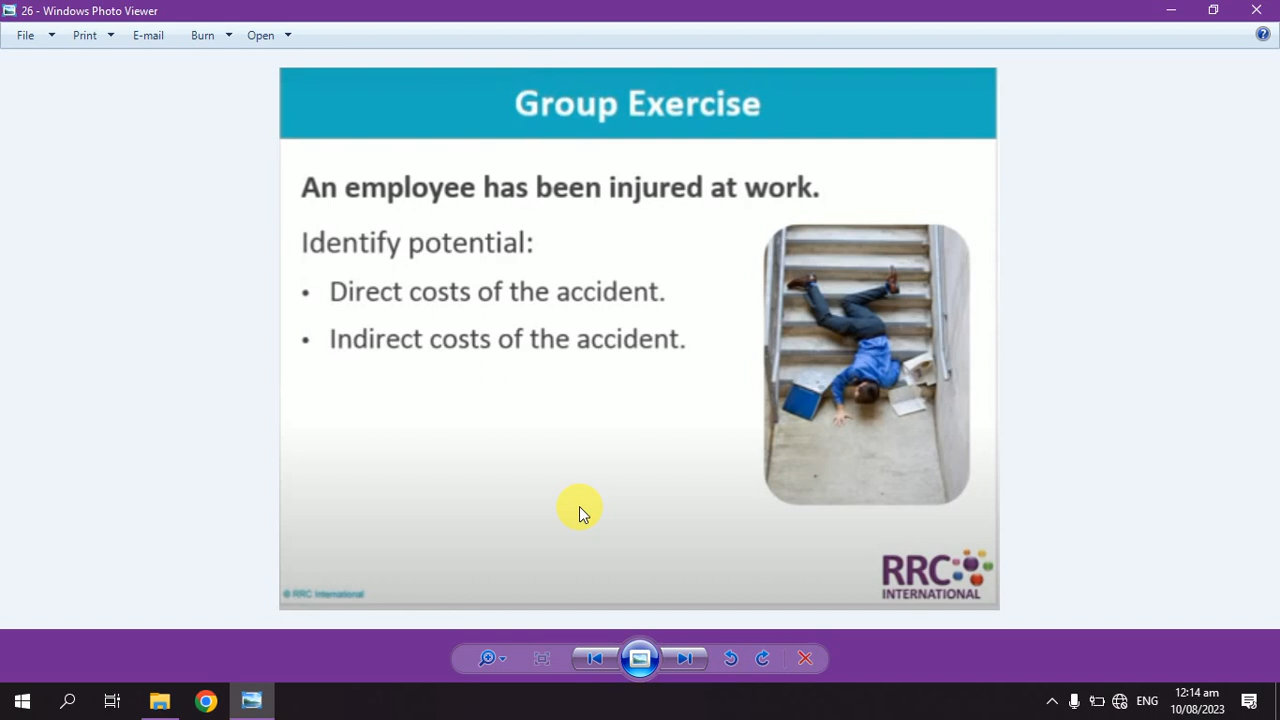 26 - Windows Photo Viewer
File Print E-mail Burn Open
Group Exercise
An employee has been injured at work.
Identify potential:
• Direct costs of the accident.
• Indirect costs of the accident.
RRC
INTERNATIONAL
© RRC International
ENG
12:14 am
10/08/2023